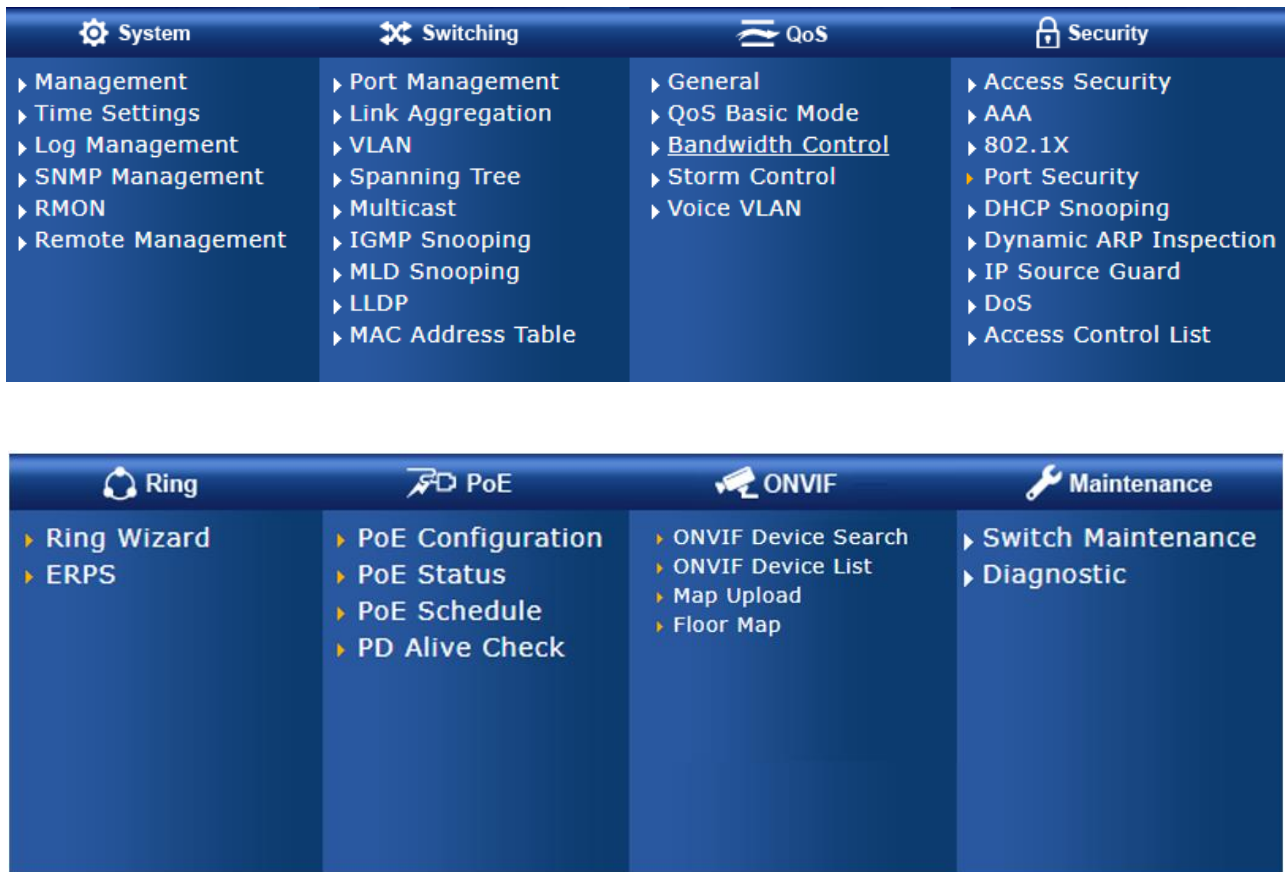 System
Management
Time Settings
Log Management
SNMP Management
RMON
Remote Management
Switching
Port Management
Link Aggregation
VLAN
Spanning Tree
Multicast
IGMP Snooping
MLD Snooping
LLDP
MAC Address Table
QoS
General
QoS Basic Mode
Bandwidth Control
Storm Control
Voice VLAN
Security
Access Security
AAA
802.1X
Port Security
DHCP Snooping
Dynamic ARP Inspection
IP Source Guard
DoS
Access Control List
Ring
Ring Wizard
ERPS
PoE
PoE Configuration
PoE Status
PoE Schedule
PD Alive Check
ONVIF
ONVIF Device Search
ONVIF Device List
Map Upload
Floor Map
Maintenance
Switch Maintenance
Diagnostic